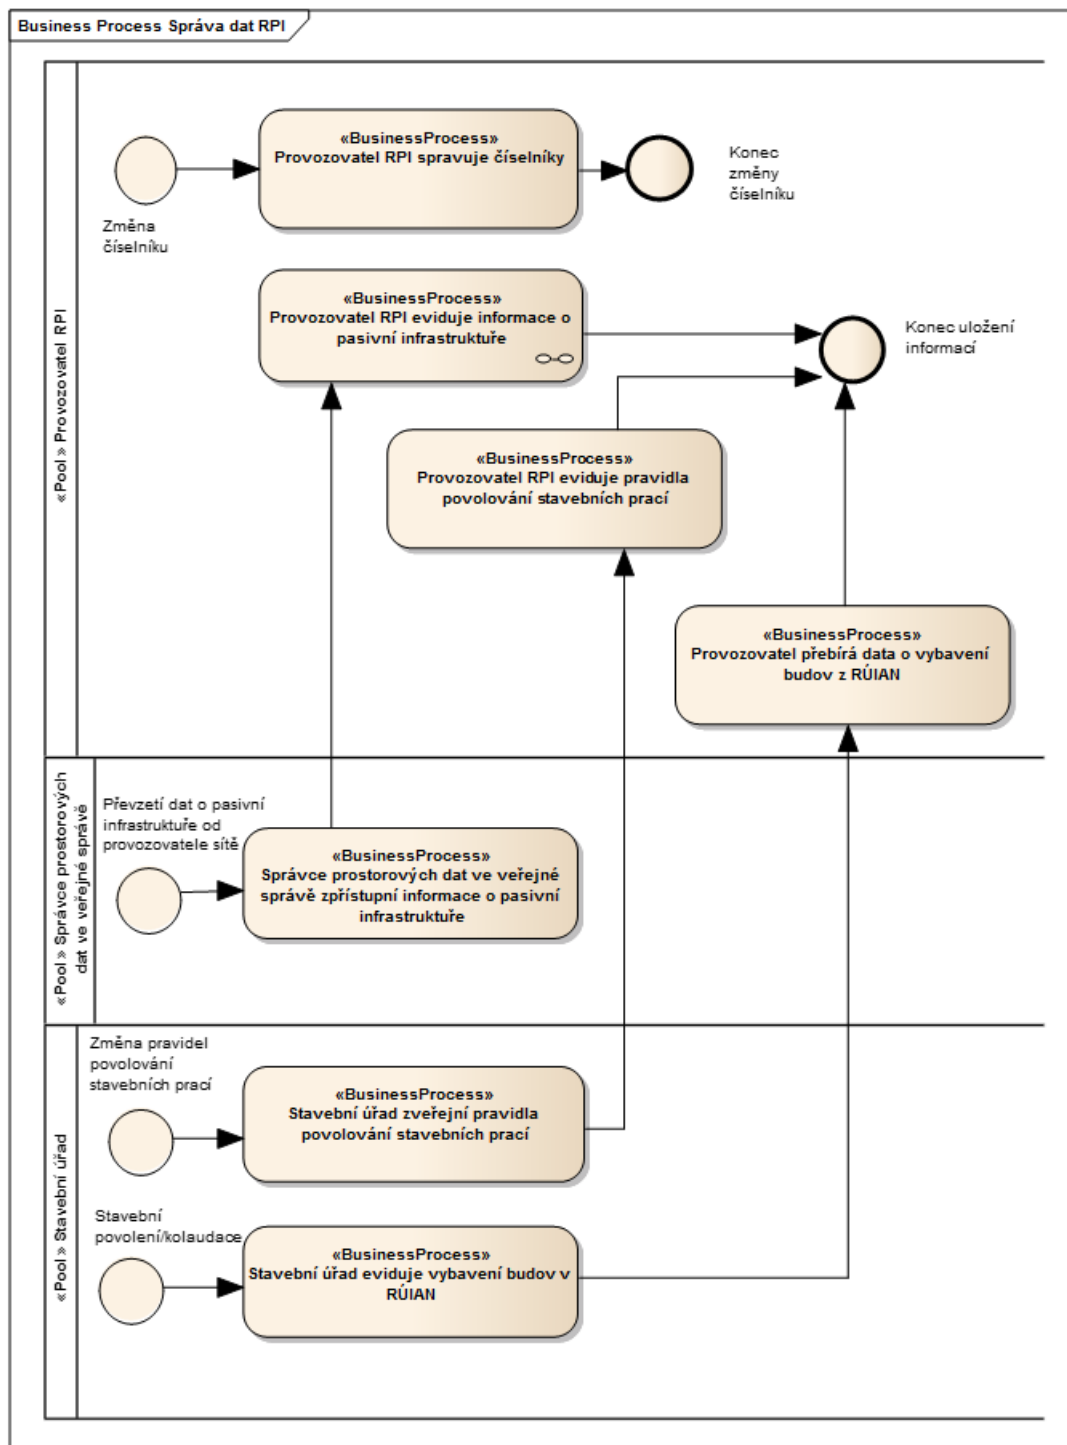 Business Process Správa dat RPI
«Pool» Provozovatel RPI
«BusinessProcess»
Provozovatel RPI spravuje číselníky
Změna
číselníku
Konec
změny
číselníku
«BusinessProcess»
Provozovatel RPI eviduje informace o
pasivní infrastruktuře
Konec uložení
informací
«BusinessProcess»
Provozovatel RPI eviduje pravidla
povolování stavebních prací
«BusinessProcess»
Provozovatel přebírá data o vybavení
budov z RÚIAN
«Pool» Správce prostorových
dat ve veřejné správě
Převzetí dat o pasivní
infrastruktuře od
provozovatele sítě
«BusinessProcess»
Správce prostorových dat ve veřejné
správě zpřístupní informace o pasivní
infrastruktuře
«Pool» Stavební úřad
Změna pravidel
povolování
stavebních prací
«BusinessProcess»
Stavební úřad zveřejní pravidla
povolování stavebních prací
Stavební
povolení/kolaudace
«BusinessProcess»
Stavební úřad eviduje vybavení budov v
RÚIAN